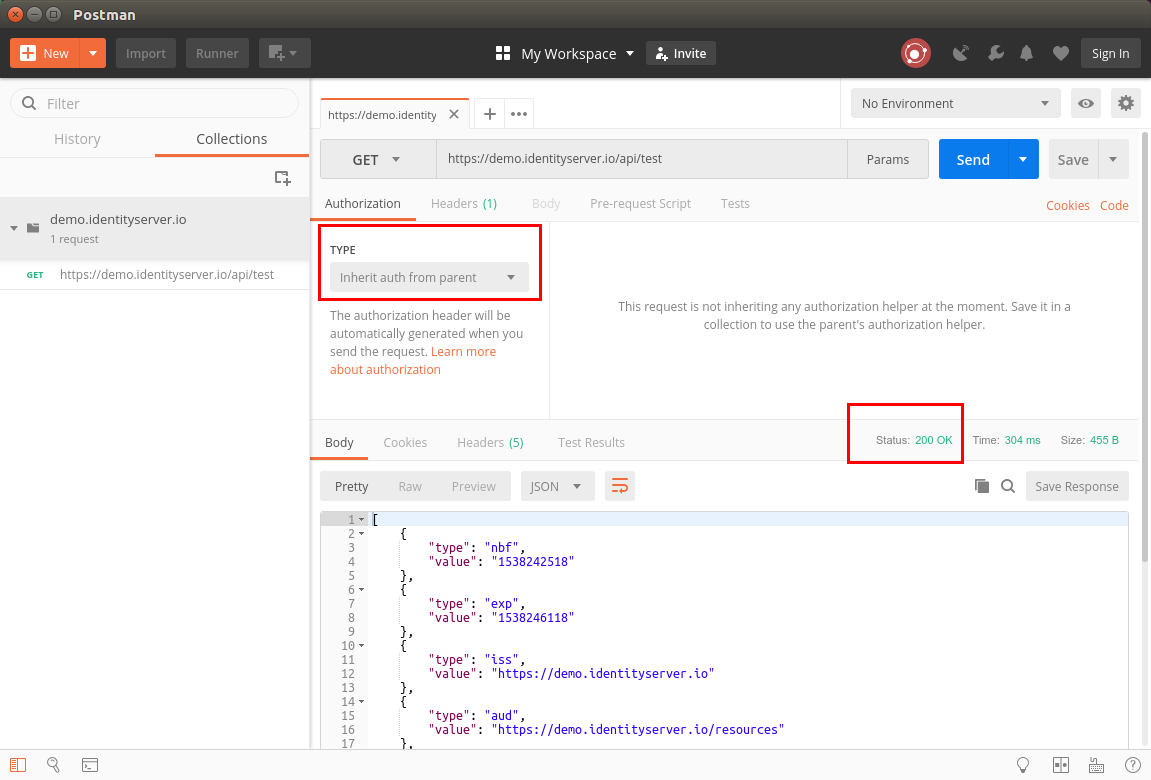 Postman
New
Import
Runner
My Workspace
Invite
Sign In
Filter
History
Collections
demo.identityserver.io
1 request
GET https://demo.identityserver.io/api/test
https://demo.identity
No Environment
GET
https://demo.identityserver.io/api/test
Params
Send
Save
Authorization
Headers (1)
Body
Pre-request Script
Tests
Cookies
Code
TYPE
Inherit auth from parent
The authorization header will be
automatically generated when you
send the request. Learn more
about authorization
This request is not inheriting any authorization helper at the moment. Save it in a
collection to use the parent's authorization helper.
Body
Cookies
Headers (5)
Test Results
Status: 200 OK
Time: 304 ms
Size: 455 B
Pretty
Raw
Preview
JSON
Save Response
1 [
2 {
3 "type": "nbf",
4 "value": "1538242518"
5 },
6 {
7 "type": "exp",
8 "value": "1538246118"
9 },
10 {
11 "type": "iss",
12 "value": "https://demo.identityserver.io"
13 },
14 {
15 "type": "aud",
16 "value": "https://demo.identityserver.io/resources"
17 },